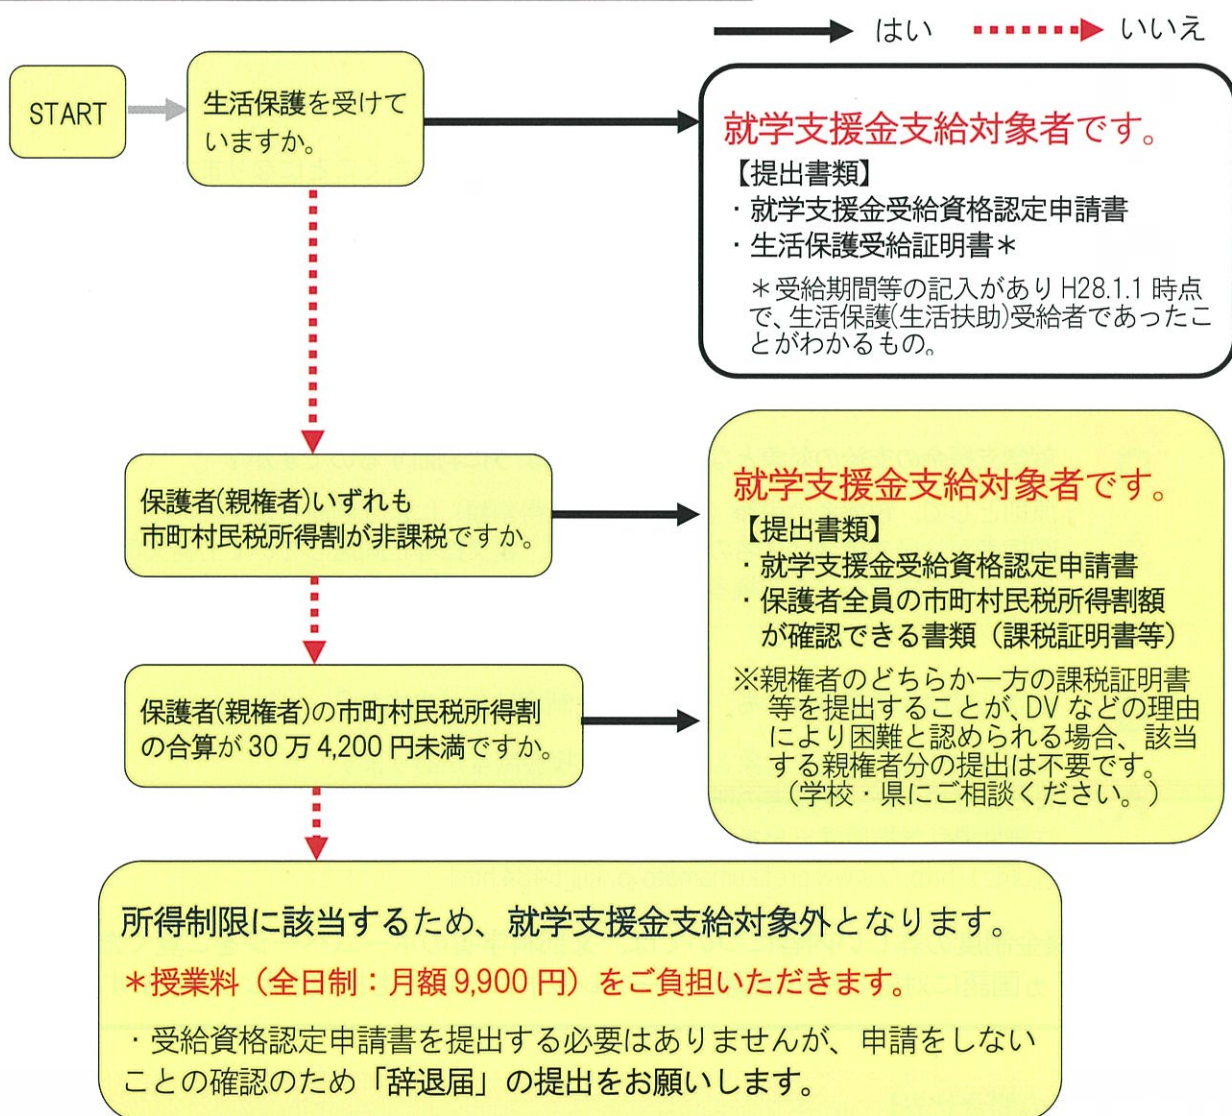 はい
いいえ
START
生活保護を受けて
いますか。
就学支援金支給対象者です。
【提出書類】
・就学支援金受給資格認定申請書
・生活保護受給証明書＊
＊受給期間等の記入があり H28.1.1 時点
で、生活保護(生活扶助)受給者であったこ
とがわかるもの。
保護者(親権者)いずれも
市町村民税所得割が非課税ですか。
就学支援金支給対象者です。
【提出書類】
・就学支援金受給資格認定申請書
・保護者全員の市町村民税所得割額
が確認できる書類（課税証明書等）
※親権者のどちらか一方の課税証明書
等を提出することが、DV などの理由
により困難と認められる場合、該当
する親権者分の提出は不要です。
（学校・県にご相談ください。）
保護者(親権者)の市町村民税所得割
の合算が 30 万 4,200 円未満ですか。
所得制限に該当するため、就学支援金支給対象外となります。
＊授業料（全日制：月額 9,900 円）をご負担いただきます。
・受給資格認定申請書を提出する必要はありませんが、申請をしない
ことの確認のため「辞退届」の提出をお願いします。